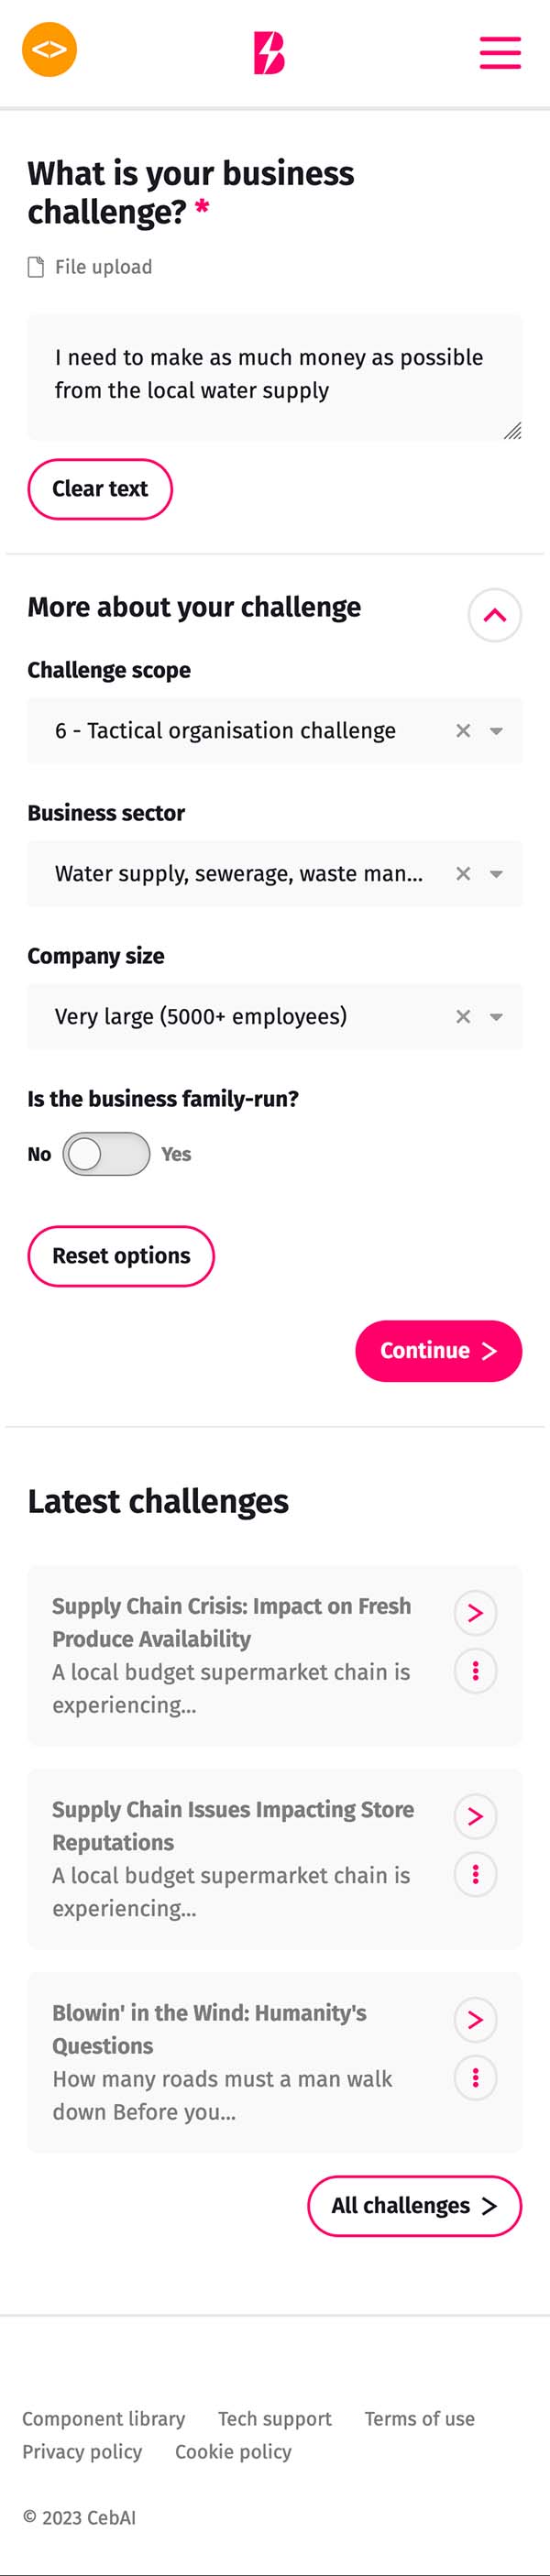 <>
B
What is your business
challenge? *
File upload
I need to make as much money as possible
from the local water supply
Clear text
More about your challenge
Challenge scope
6 - Tactical organisation challenge
Business sector
Water supply, sewerage, waste man...
Company size
Very large (5000+ employees)
Is the business family-run?
No Yes
Reset options
Continue >
Latest challenges
Supply Chain Crisis: Impact on Fresh
Produce Availability
A local budget supermarket chain is
experiencing...
Supply Chain Issues Impacting Store
Reputations
A local budget supermarket chain is
experiencing...
Blowin' in the Wind: Humanity's
Questions
How many roads must a man walk
down Before you...
All challenges >
Component library Tech support Terms of use
Privacy policy Cookie policy
© 2023 CebAI